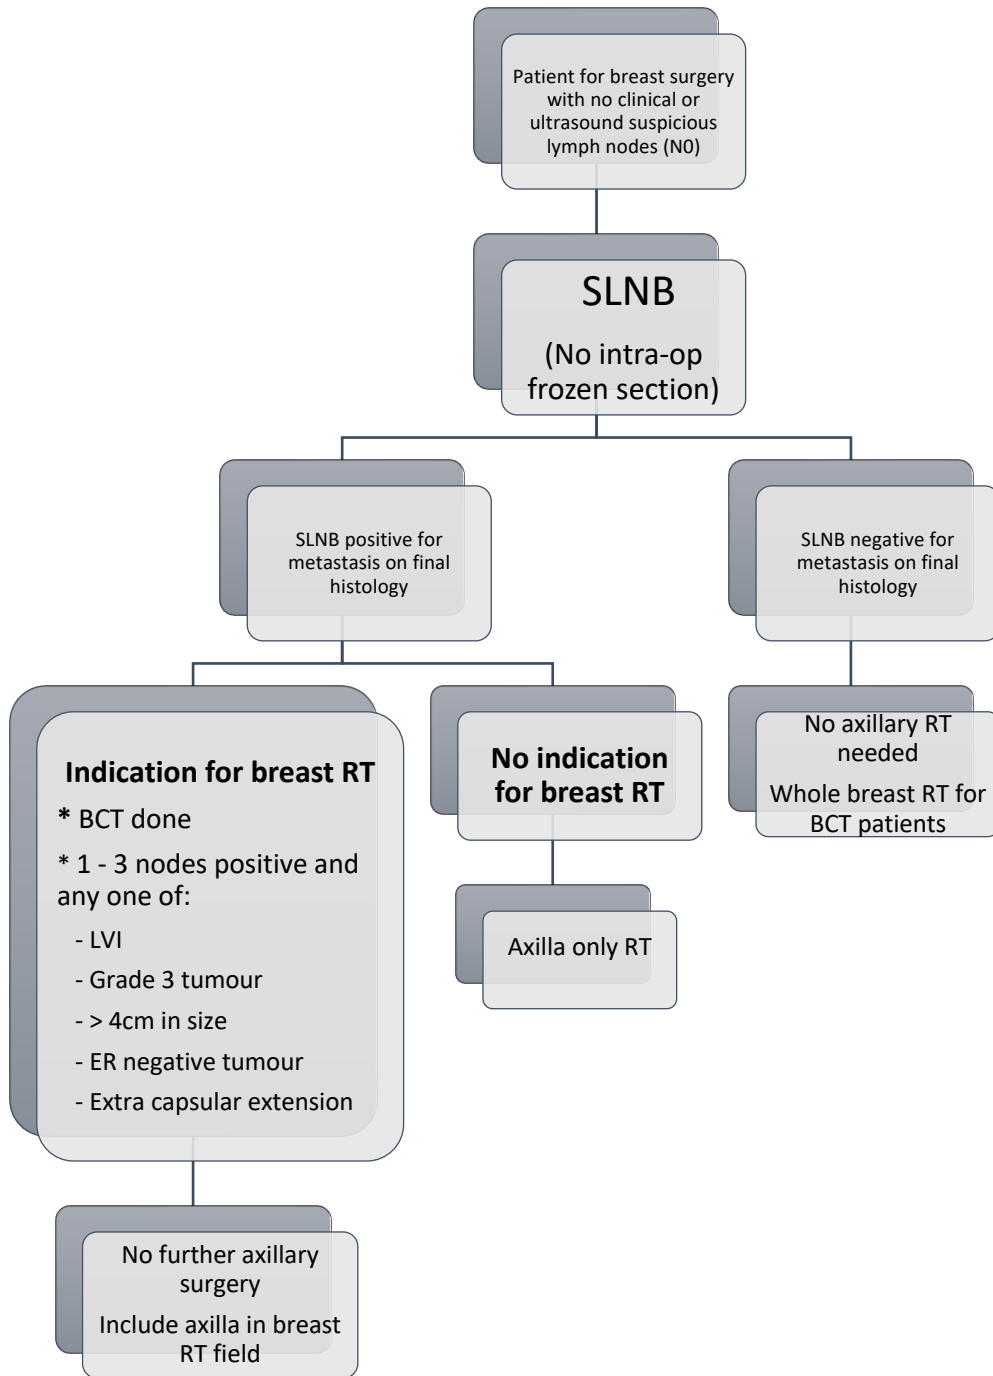 Patient for breast surgery
with no clinical or
ultrasound suspicious
lymph nodes (N0)
SLNB
(No intra-op
frozen section)
SLNB positive for
metastasis on final
histology
SLNB negative for
metastasis on final
histology
Indication for breast RT
* BCT done
* 1 - 3 nodes positive and
any one of:
- LVI
- Grade 3 tumour
- > 4cm in size
- ER negative tumour
- Extra capsular extension
No indication
for breast RT
No axillary RT
needed
Whole breast RT for
BCT patients
Axilla only RT
No further axillary
surgery
Include axilla in breast
RT field